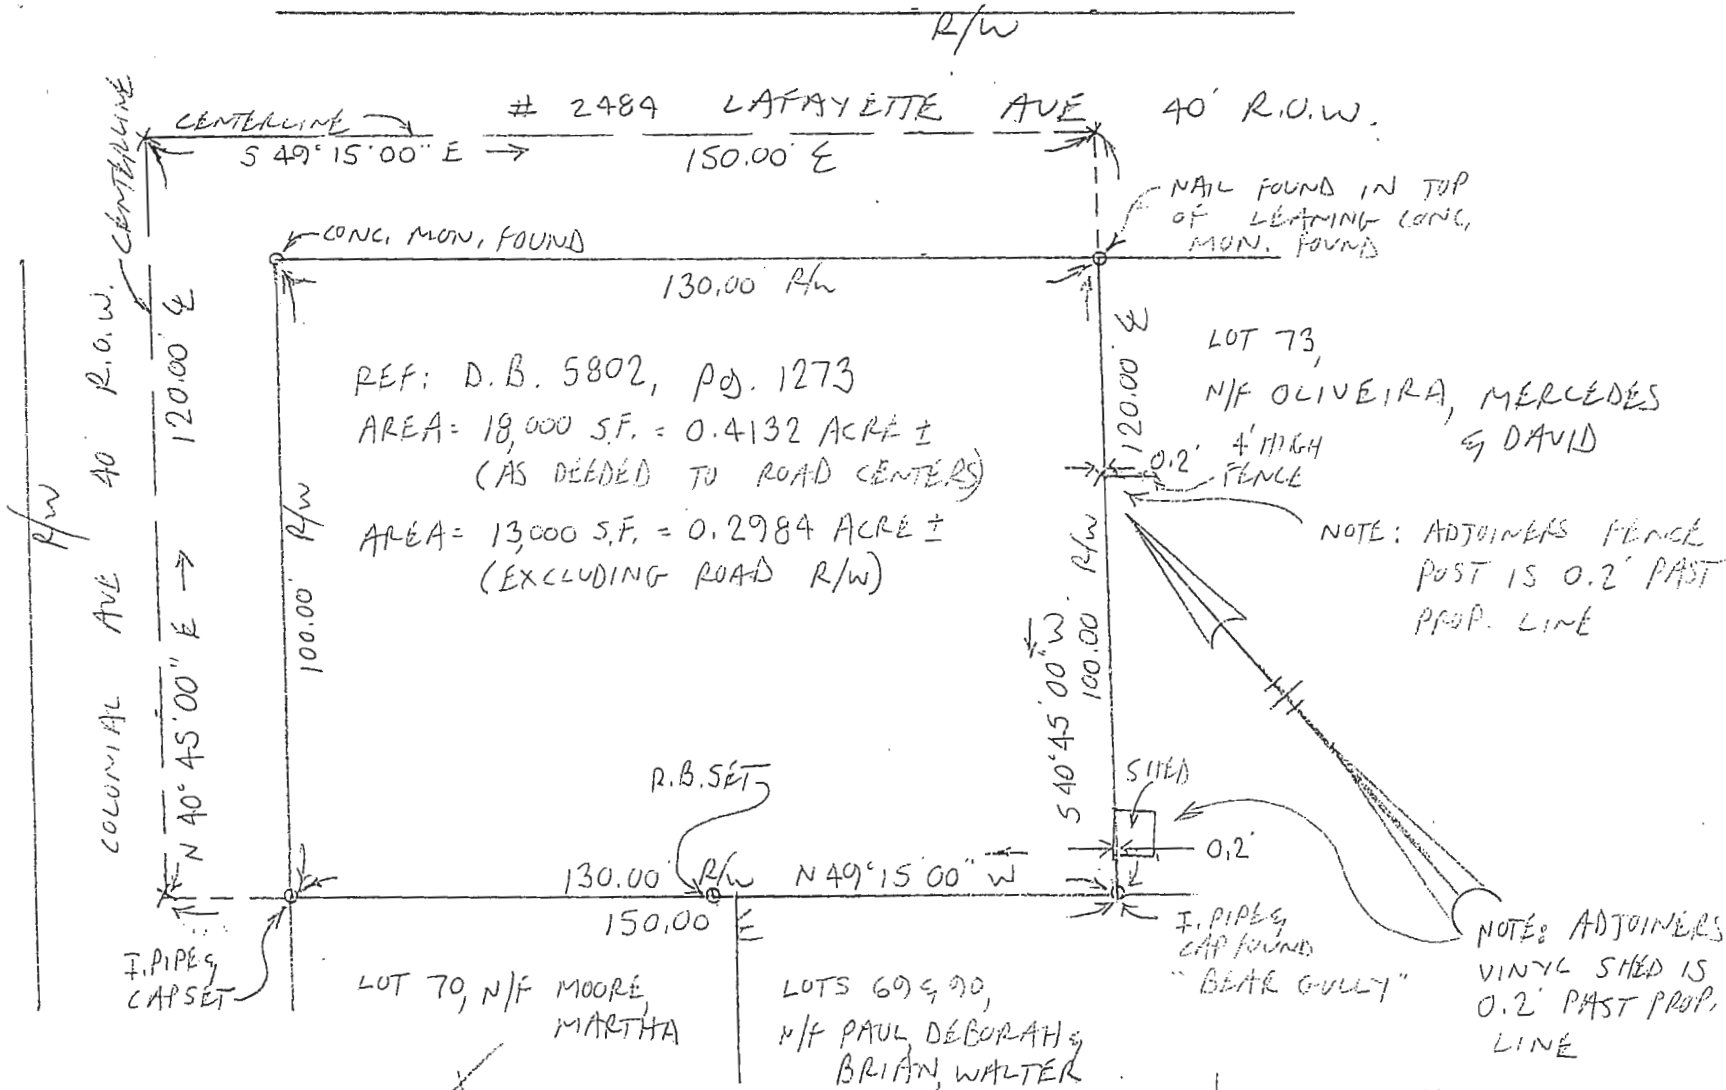 R/W
# 2484 LAFAYETTE AVE 40' R.O.W.
CENTERLINE
S 49°15'00" E →
150.00' ℄
CENTERLINE
NAIL FOUND IN TOP
OF LEANING CONC.
MON. FOUND
CONC. MON. FOUND
130.00' R/W
R/W
COLONIAL AVE 40' R.O.W.
N 40° 45'00" E → 120.00' ℄
100.00' R/W
REF: D.B. 5802, pg. 1273
AREA = 18,000 S.F. = 0.4132 ACRE ±
(AS DEEDED TO ROAD CENTERS)
AREA = 13,000 S.F. = 0.2984 ACRE ±
(EXCLUDING ROAD R/W)
120.00' ℄
S 40°45'00" W
100.00' R/W
LOT 73,
N/F OLIVEIRA, MERCEDES
& DAVID
0.2'
4' HIGH
FENCE
NOTE: ADJOINERS FENCE
POST IS 0.2' PAST
PROP. LINE
R.B. SET
SHED
0.2'
130.00' R/W
N 49°15'00" W ←
150.00' ℄
I. PIPE &
CAP SET
I. PIPE &
CAP FOUND
"BEAR GULLY"
NOTE: ADJOINERS
VINYL SHED IS
0.2' PAST PROP.
LINE
LOT 70, N/F MOORE,
MARTHA
LOTS 69 & 90,
N/F PAUL, DEBORAH &
BRIAN, WALTER